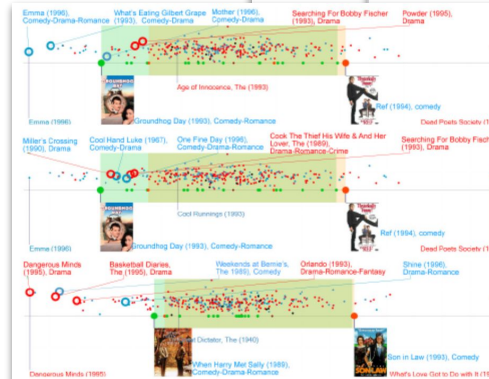 Emma (1996),
Comedy-Drama-Romance
What's Eating Gilbert Grape
(1993), Comedy-Drama
Mother (1996),
Comedy-Drama
Searching For Bobby Fischer
(1993), Drama
Powder (1995),
Drama
Age of Innocence, The (1993)
Emma (1996)
Groundhog Day (1993), Comedy-Romance
Ref (1994), comedy
Dead Poets Society (1
Miller's Crossing
(1990), Drama
Cool Hand Luke (1967),
Comedy-Drama
One Fine Day (1996),
Comedy-Drama-Romance
Cook The Thief His Wife & And Her
Lover, The (1989),
Drama-Romance-Crime
Searching For Bobby Fisch
(1993), Drama
Cool Runnings (1993)
Emma (1996)
Groundhog Day (1993), Comedy-Romance
Ref (1994), comedy
Dead Poets Society (1
Dangerous Minds
(1995), Drama
Basketball Diaries,
The (1995), Drama
Weekends at Bernie's,
The 1989), Comedy
Orlando (1993),
Drama-Romance-Fantasy
Shine (1996),
Drama-Romance
Dictator, The (1940)
Dangerous Minds (1995)
When Harry Met Sally (1989),
Comedy-Drama-Romance
Son in Law (1993), Comedy
What's Love Got to Do with It (19